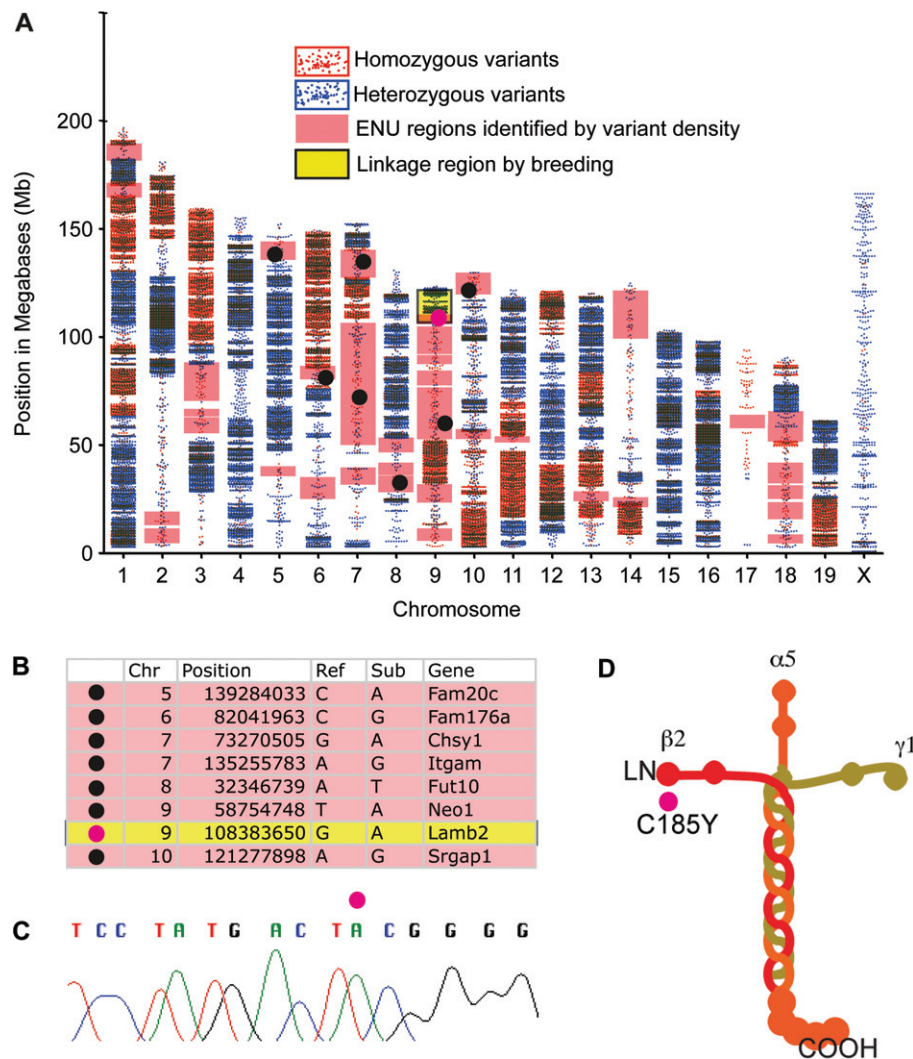 A
Homozygous variants
Heterozygous variants
ENU regions identified by variant density
Linkage region by breeding
Position in Megabases (Mb)
200
150
100
50
0
1 2 3 4 5 6 7 8 9 10 11 12 13 14 15 16 17 18 19 X
Chromosome
B
Chr Position Ref Sub Gene
5 139284033 C A Fam20c
6 82041963 C G Fam176a
7 73270505 G A Chsy1
7 135255783 A G Itgam
8 32346739 A T Fut10
9 58754748 T A Neo1
9 108383650 G A Lamb2
10 121277898 A G Srgap1
C
T C C T A T G A C T A C G G G G
D
α5
β2
γ1
LN
C185Y
COOH